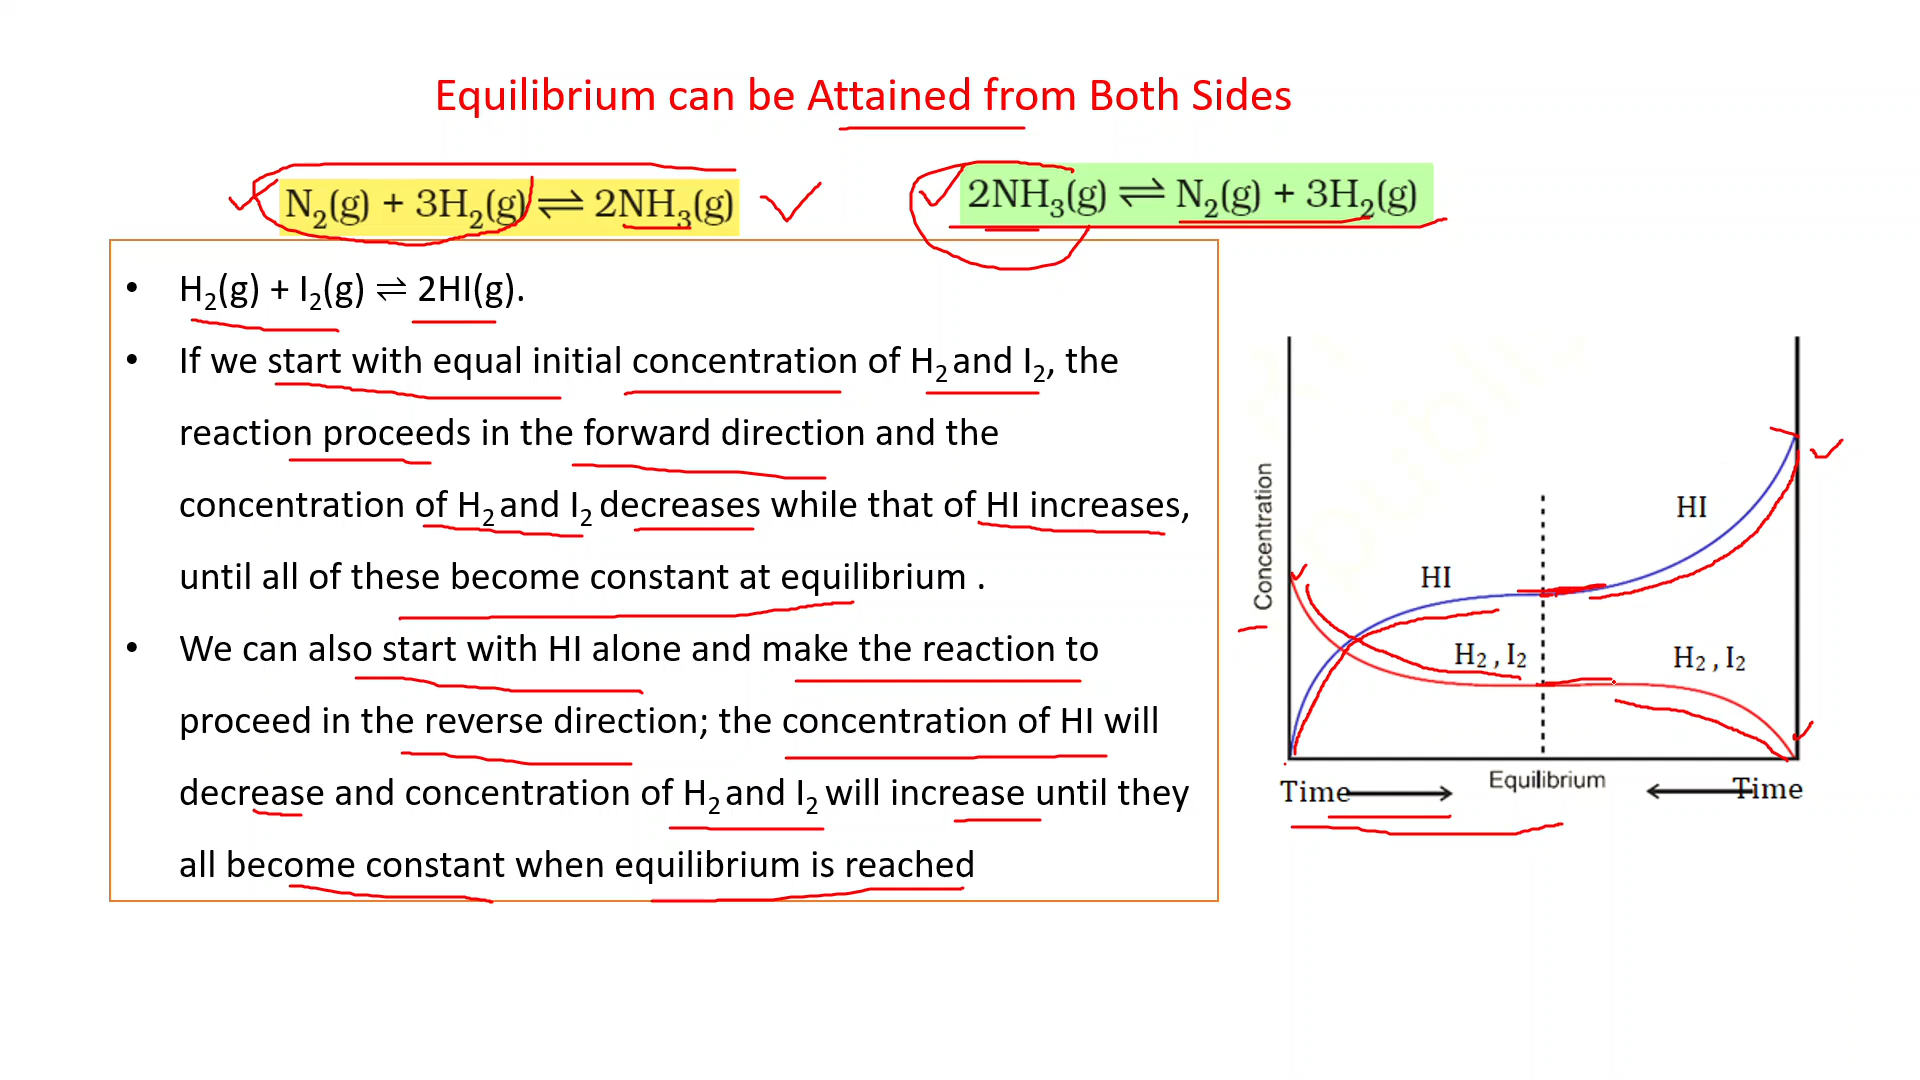 Equilibrium can be Attained from Both Sides
N₂(g) + 3H₂(g) ⇌ 2NH₃(g)
2NH₃(g) ⇌ N₂(g) + 3H₂(g)
• H₂(g) + I₂(g) ⇌ 2HI(g).
• If we start with equal initial concentration of H₂ and I₂, the
reaction proceeds in the forward direction and the
concentration of H₂ and I₂ decreases while that of HI increases,
until all of these become constant at equilibrium .
• We can also start with HI alone and make the reaction to
proceed in the reverse direction; the concentration of HI will
decrease and concentration of H₂ and I₂ will increase until they
all become constant when equilibrium is reached
Concentration
HI
HI
H₂ , I₂
H₂ , I₂
Time
Equilibrium
Time